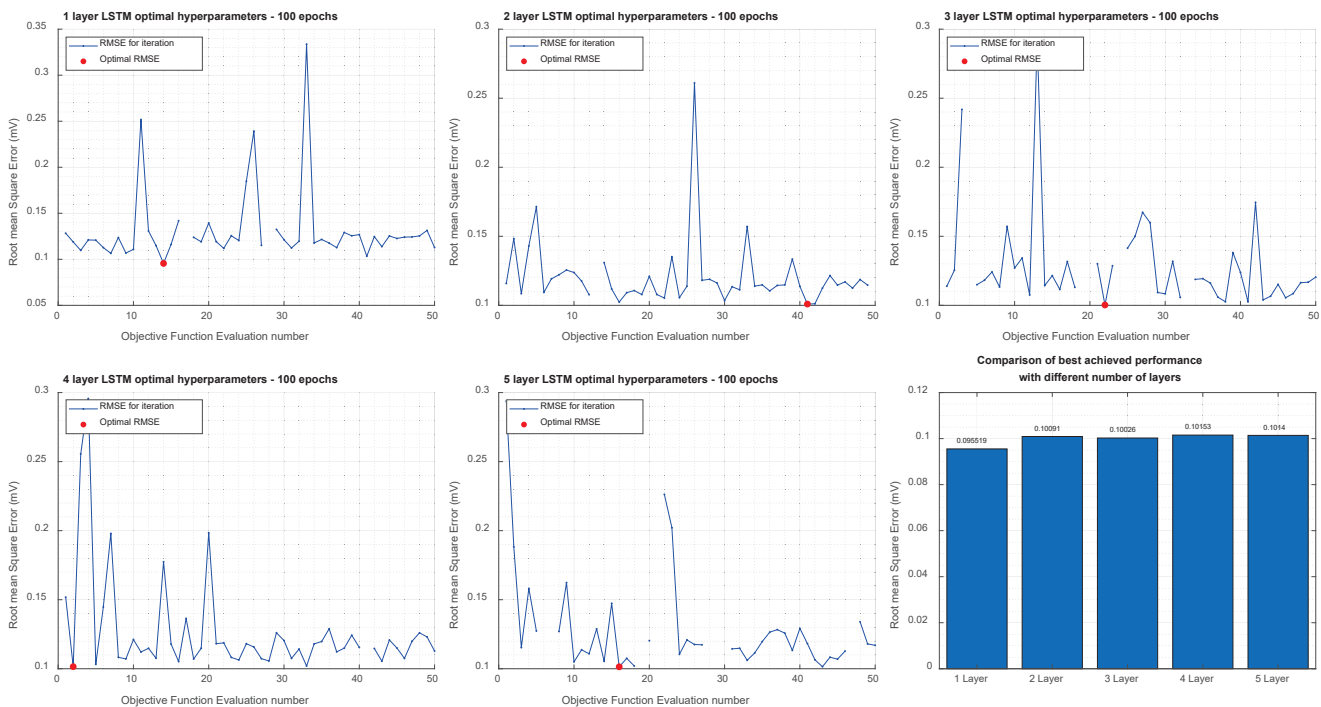 1 layer LSTM optimal hyperparameters - 100 epochs
0.35
0.3
0.25
0.2
0.15
0.1
0.05
0
10
20
30
40
50
RMSE for iteration
Optimal RMSE
Root mean Square Error (mV)
Objective Function Evaluation number
2 layer LSTM optimal hyperparameters - 100 epochs
0.3
0.25
0.2
0.15
0.1
0
10
20
30
40
50
RMSE for iteration
Optimal RMSE
Root mean Square Error (mV)
Objective Function Evaluation number
3 layer LSTM optimal hyperparameters - 100 epochs
0.3
0.25
0.2
0.15
0.1
0
10
20
30
40
50
RMSE for iteration
Optimal RMSE
Root mean Square Error (mV)
Objective Function Evaluation number
4 layer LSTM optimal hyperparameters - 100 epochs
0.3
0.25
0.2
0.15
0.1
0
10
20
30
40
50
RMSE for iteration
Optimal RMSE
Root mean Square Error (mV)
Objective Function Evaluation number
5 layer LSTM optimal hyperparameters - 100 epochs
0.3
0.25
0.2
0.15
0.1
0
10
20
30
40
50
RMSE for iteration
Optimal RMSE
Root mean Square Error (mV)
Objective Function Evaluation number
Comparison of best achieved performance
with different number of layers
0.12
0.1
0.08
0.06
0.04
0.02
0
Root mean Square Error (mV)
0.095519
0.10091
0.10026
0.10153
0.1014
1 Layer
2 Layer
3 Layer
4 Layer
5 Layer